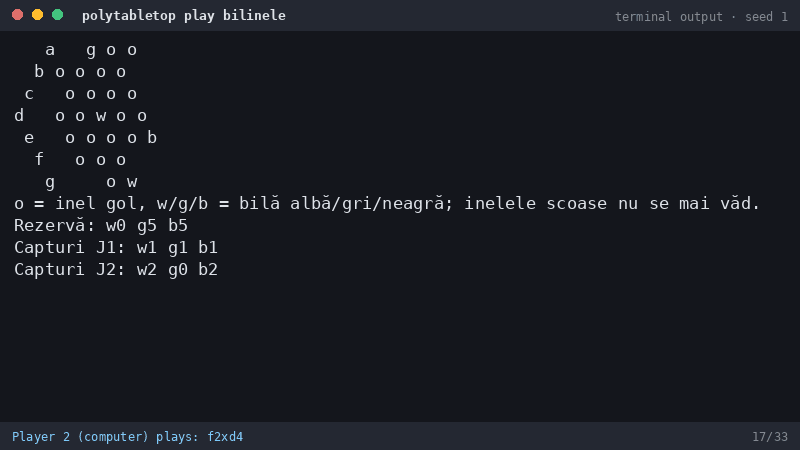 polytabletop play bilinele
terminal output · seed 1
   a   g o o
  b o o o o
 c   o o o o
d   o o w o o
 e   o o o o b
  f   o o o
   g     o w
o = inel gol, w/g/b = bilă albă/gri/neagră; inelele scoase nu se mai văd.
Rezervă: w0 g5 b5
Capturi J1: w1 g1 b1
Capturi J2: w2 g0 b2
Player 2 (computer) plays: f2xd4
17/33